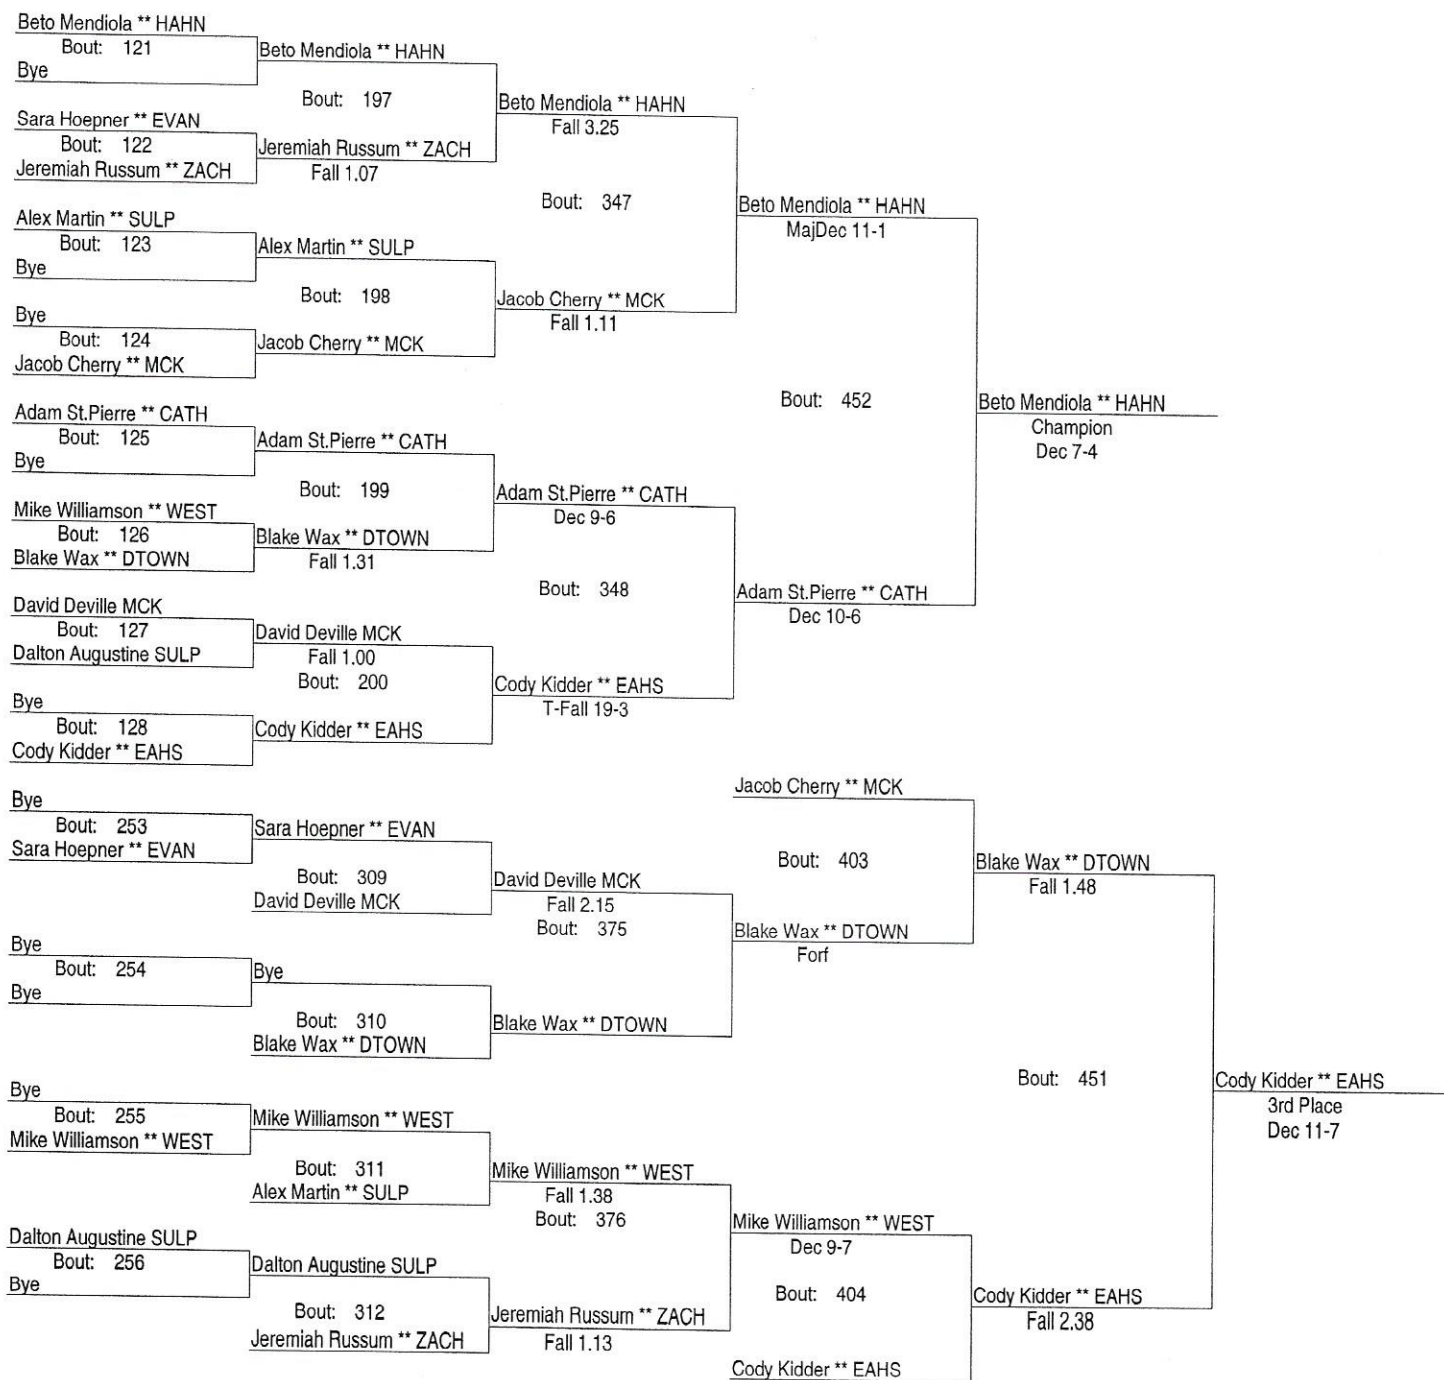 Beto Mendiola ** HAHN
Bout: 121
Bye
Beto Mendiola ** HAHN
Bout: 197
Sara Hoepner ** EVAN
Bout: 122
Jeremiah Russum ** ZACH
Jeremiah Russum ** ZACH
Fall 1.07
Beto Mendiola ** HAHN
Fall 3.25
Bout: 347
Alex Martin ** SULP
Bout: 123
Bye
Alex Martin ** SULP
Bout: 198
Bye
Bout: 124
Jacob Cherry ** MCK
Jacob Cherry ** MCK
Jacob Cherry ** MCK
Fall 1.11
Beto Mendiola ** HAHN
MajDec 11-1
Bout: 452
Adam St.Pierre ** CATH
Bout: 125
Bye
Adam St.Pierre ** CATH
Bout: 199
Mike Williamson ** WEST
Bout: 126
Blake Wax ** DTOWN
Blake Wax ** DTOWN
Fall 1.31
Adam St.Pierre ** CATH
Dec 9-6
Bout: 348
David Deville MCK
Bout: 127
Dalton Augustine SULP
David Deville MCK
Fall 1.00
Bout: 200
Bye
Bout: 128
Cody Kidder ** EAHS
Cody Kidder ** EAHS
Cody Kidder ** EAHS
T-Fall 19-3
Adam St.Pierre ** CATH
Dec 10-6
Beto Mendiola ** HAHN
Champion
Dec 7-4
Bye
Bout: 253
Sara Hoepner ** EVAN
Sara Hoepner ** EVAN
Bout: 309
David Deville MCK
David Deville MCK
Fall 2.15
Bout: 375
Bye
Bout: 254
Bye
Bye
Bout: 310
Blake Wax ** DTOWN
Blake Wax ** DTOWN
Jacob Cherry ** MCK
Bout: 403
Blake Wax ** DTOWN
Forf
Blake Wax ** DTOWN
Fall 1.48
Bout: 451
Bye
Bout: 255
Mike Williamson ** WEST
Mike Williamson ** WEST
Bout: 311
Alex Martin ** SULP
Mike Williamson ** WEST
Fall 1.38
Bout: 376
Dalton Augustine SULP
Bout: 256
Bye
Dalton Augustine SULP
Bout: 312
Jeremiah Russum ** ZACH
Jeremiah Russum ** ZACH
Fall 1.13
Mike Williamson ** WEST
Dec 9-7
Bout: 404
Cody Kidder ** EAHS
Cody Kidder ** EAHS
Fall 2.38
Cody Kidder ** EAHS
3rd Place
Dec 11-7